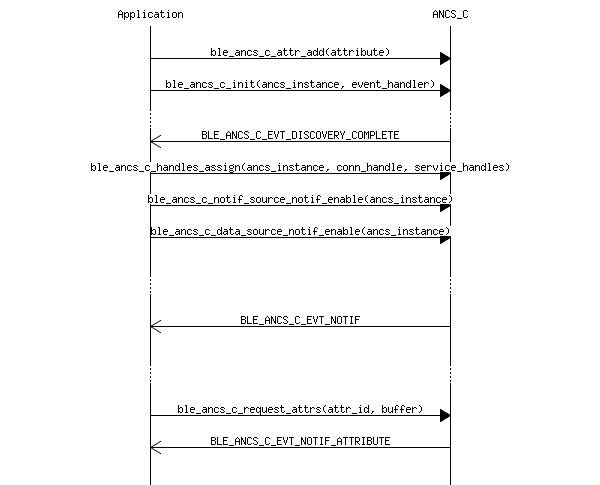 Application ANCS_C
ble_ancs_c_attr_add(attribute)
ble_ancs_c_init(ancs_instance, event_handler)
BLE_ANCS_C_EVT_DISCOVERY_COMPLETE
ble_ancs_c_handles_assign(ancs_instance, conn_handle, service_handles)
ble_ancs_c_notif_source_notif_enable(ancs_instance)
ble_ancs_c_data_source_notif_enable(ancs_instance)
BLE_ANCS_C_EVT_NOTIF
ble_ancs_c_request_attrs(attr_id, buffer)
BLE_ANCS_C_EVT_NOTIF_ATTRIBUTE